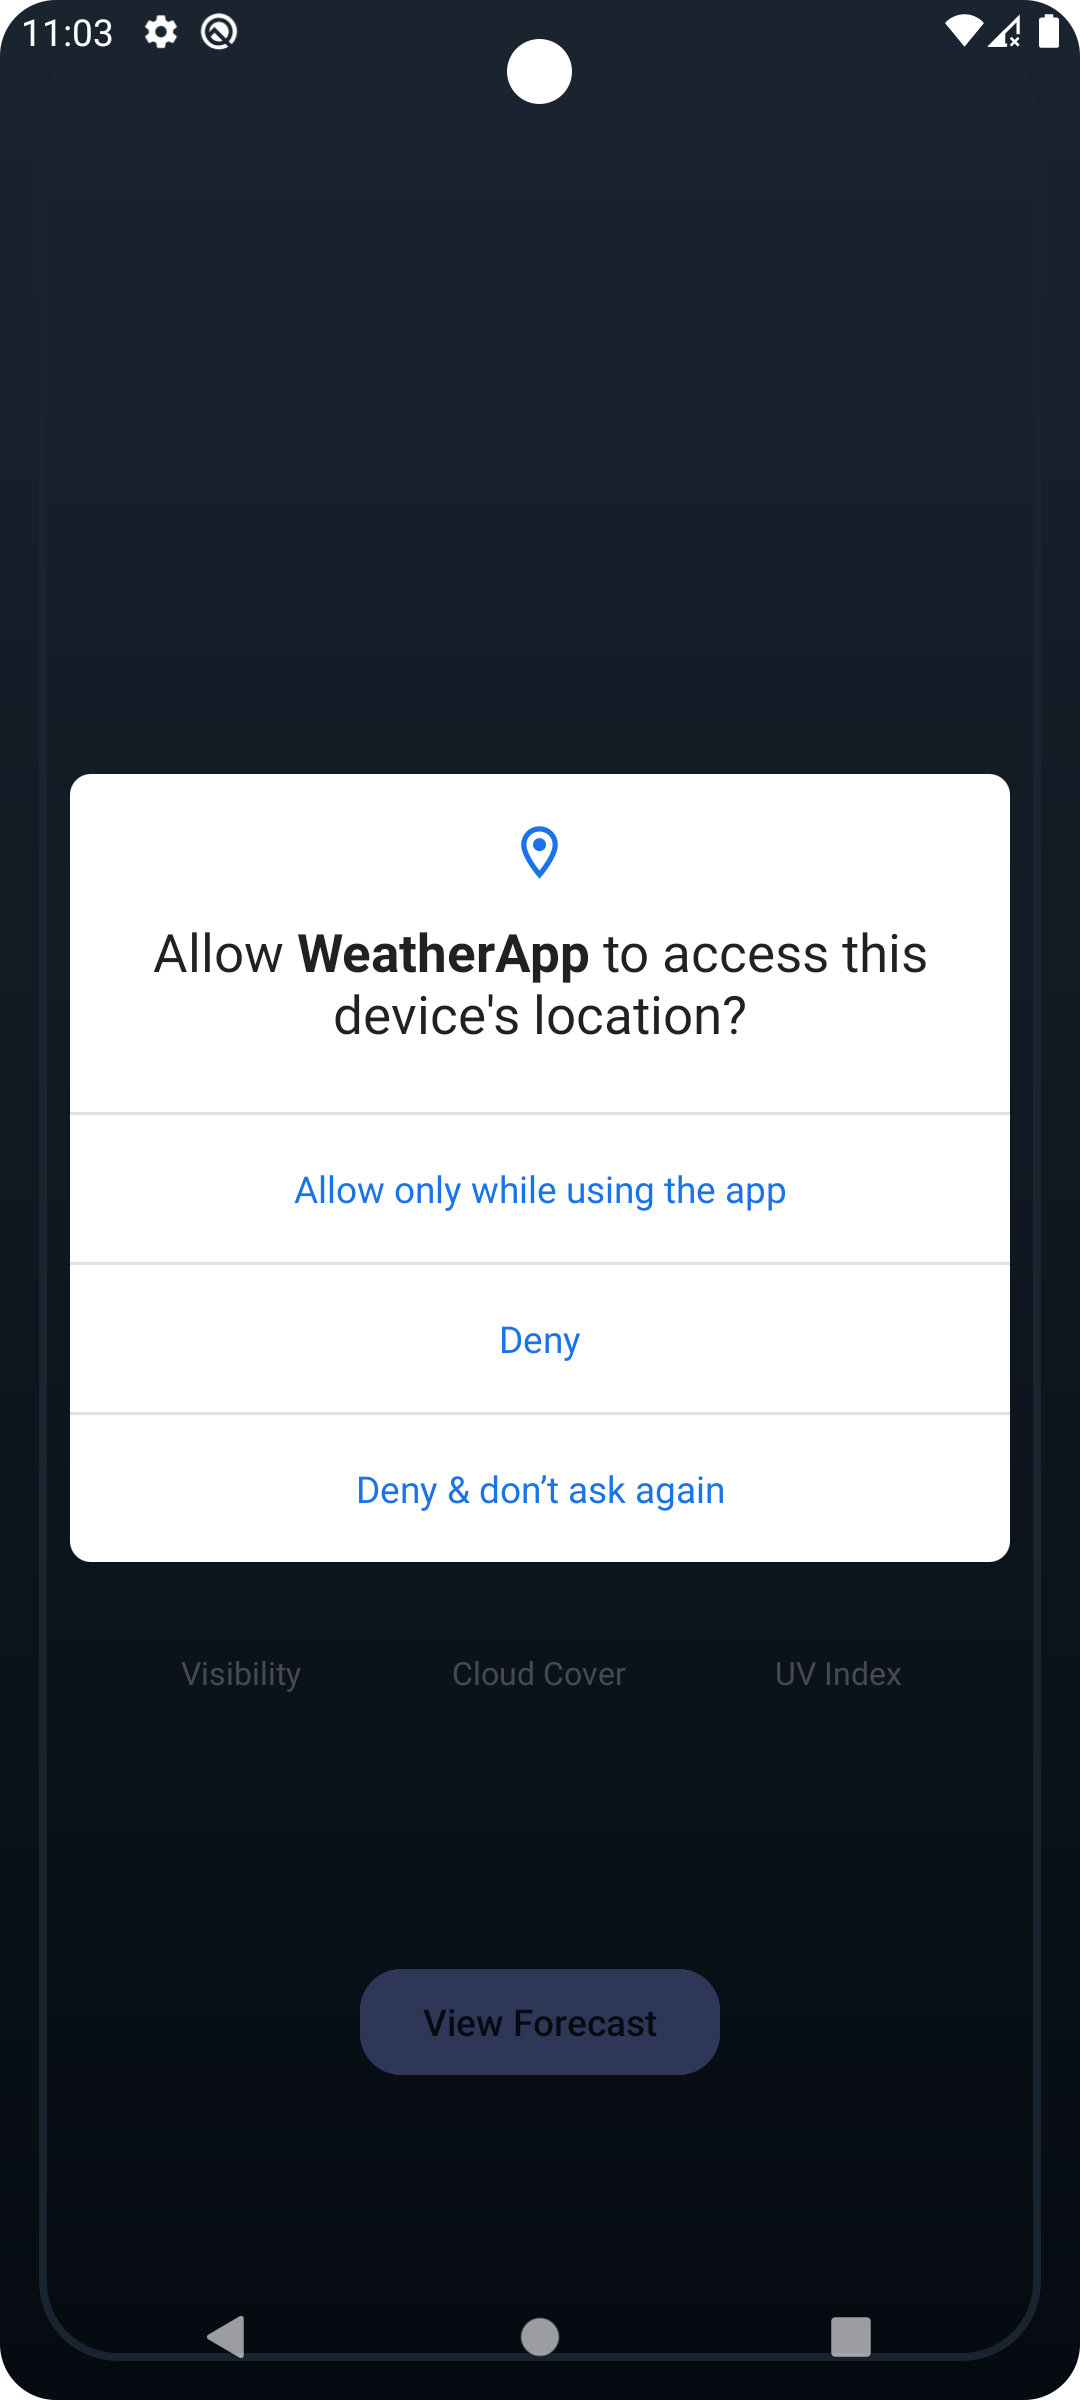 11:03
Allow WeatherApp to access this
device's location?
Allow only while using the app
Deny
Deny & don’t ask again
Visibility
Cloud Cover
UV Index
View Forecast